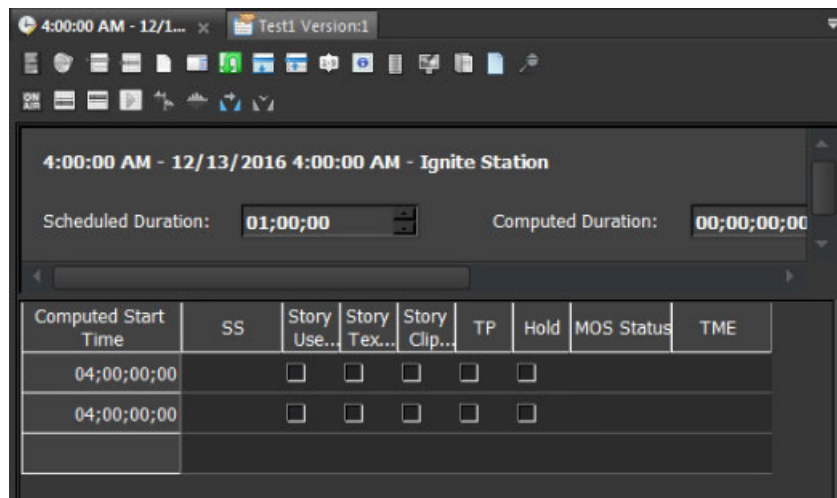 4:00:00 AM - 12/1... x Test1 Version:1
ON AIR
4:00:00 AM - 12/13/2016 4:00:00 AM - Ignite Station
Scheduled Duration: 01;00;00 Computed Duration: 00;00;00;00
Computed Start Time SS Story Use... Story Tex... Story Clip... TP Hold MOS Status TME
04;00;00;00
04;00;00;00